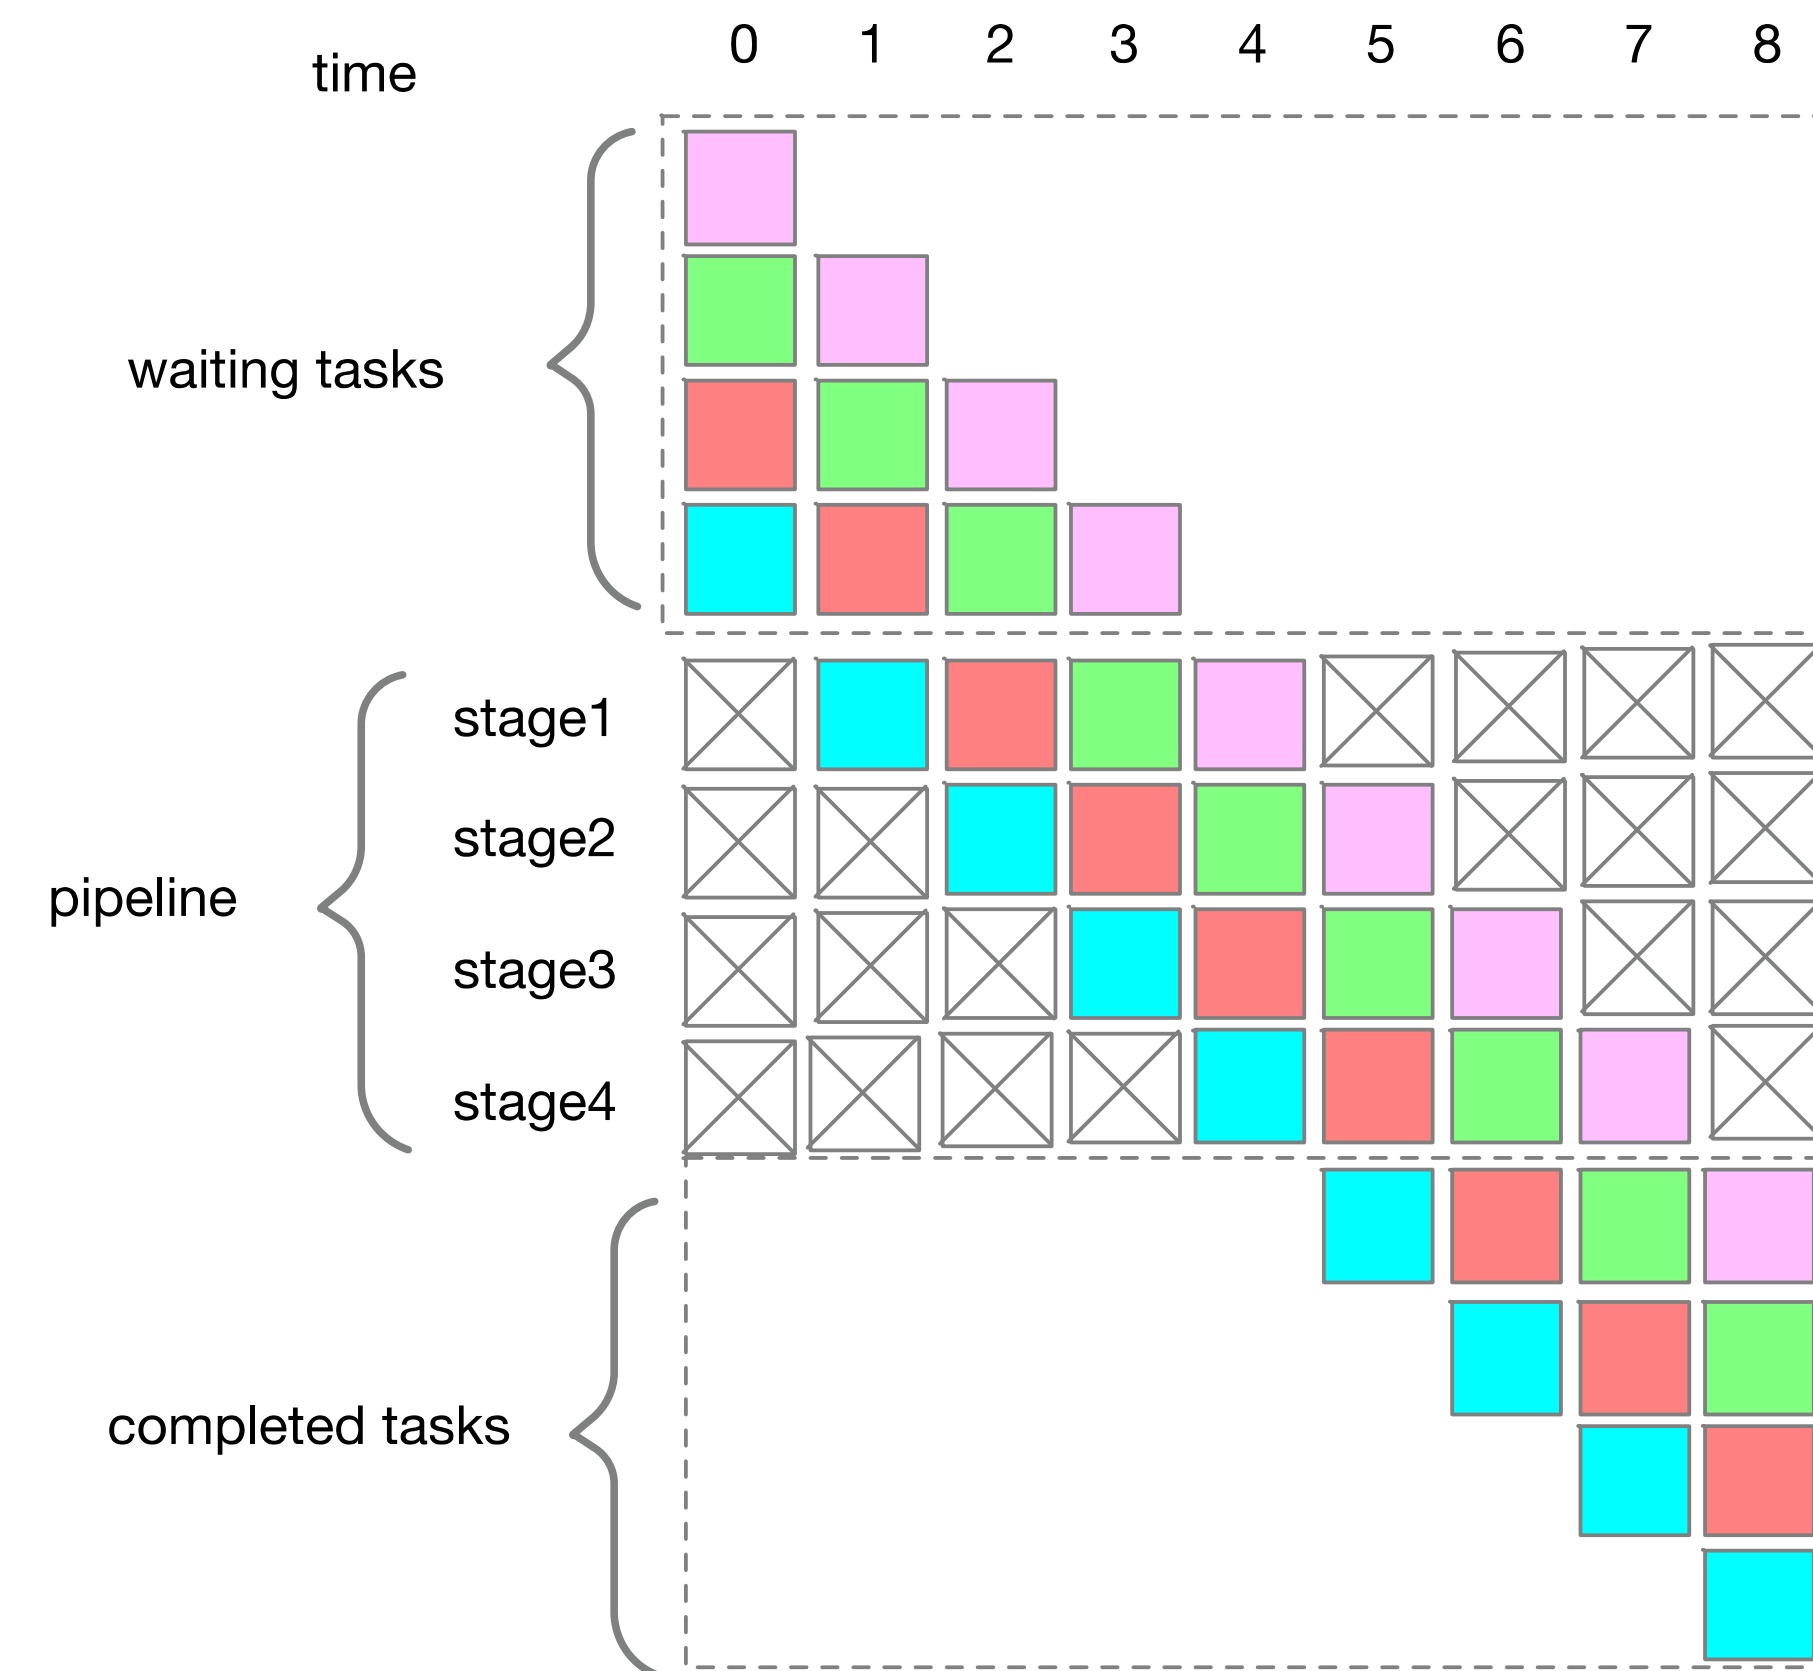 time 0 1 2 3 4 5 6 7 8
waiting tasks
stage1
stage2
pipeline
stage3
stage4
completed tasks